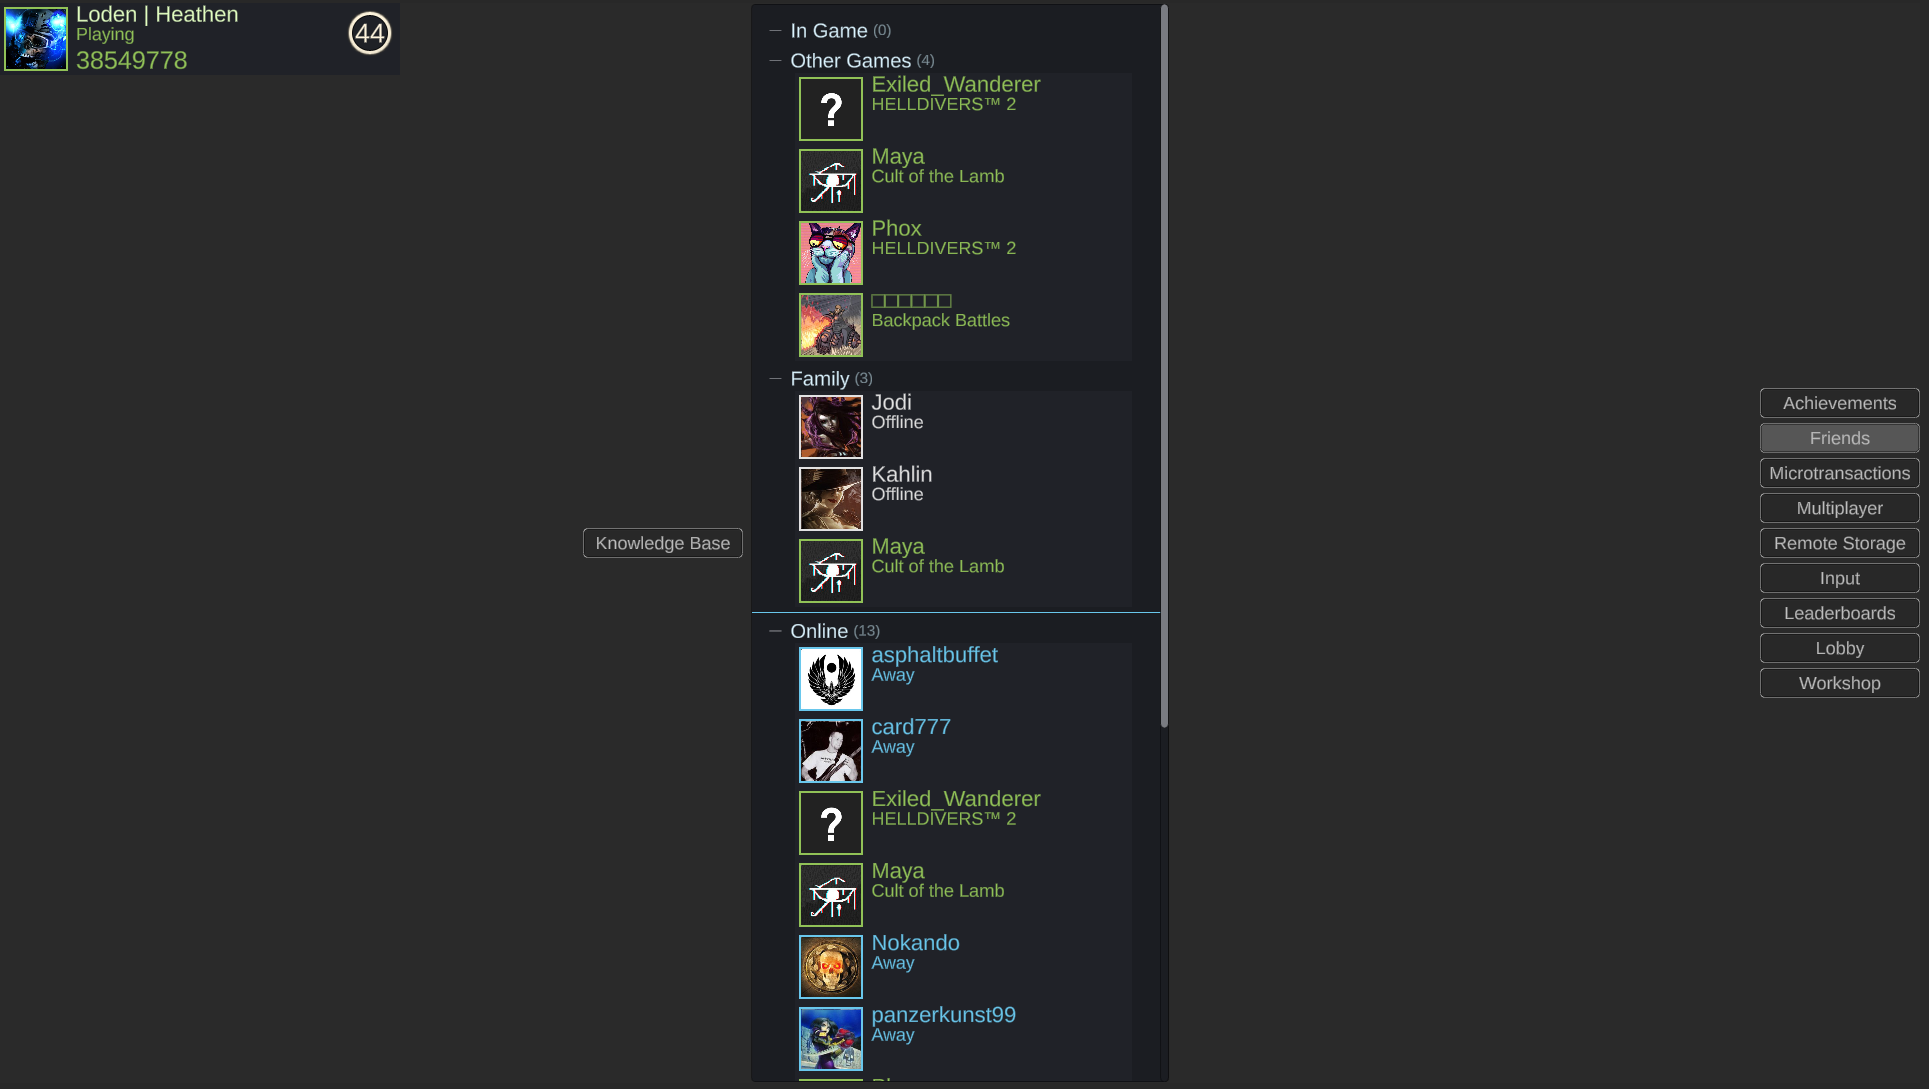 Loden | Heathen
Playing
38549778
44
In Game (0)
Other Games (4)
Exiled_Wanderer
HELLDIVERS™ 2
Maya
Cult of the Lamb
Phox
HELLDIVERS™ 2
□□□□□□
Backpack Battles
Family (3)
Jodi
Offline
Kahlin
Offline
Maya
Cult of the Lamb
Online (13)
asphaltbuffet
Away
card777
Away
Exiled_Wanderer
HELLDIVERS™ 2
Maya
Cult of the Lamb
Nokando
Away
panzerkunst99
Away
Knowledge Base
Achievements
Friends
Microtransactions
Multiplayer
Remote Storage
Input
Leaderboards
Lobby
Workshop